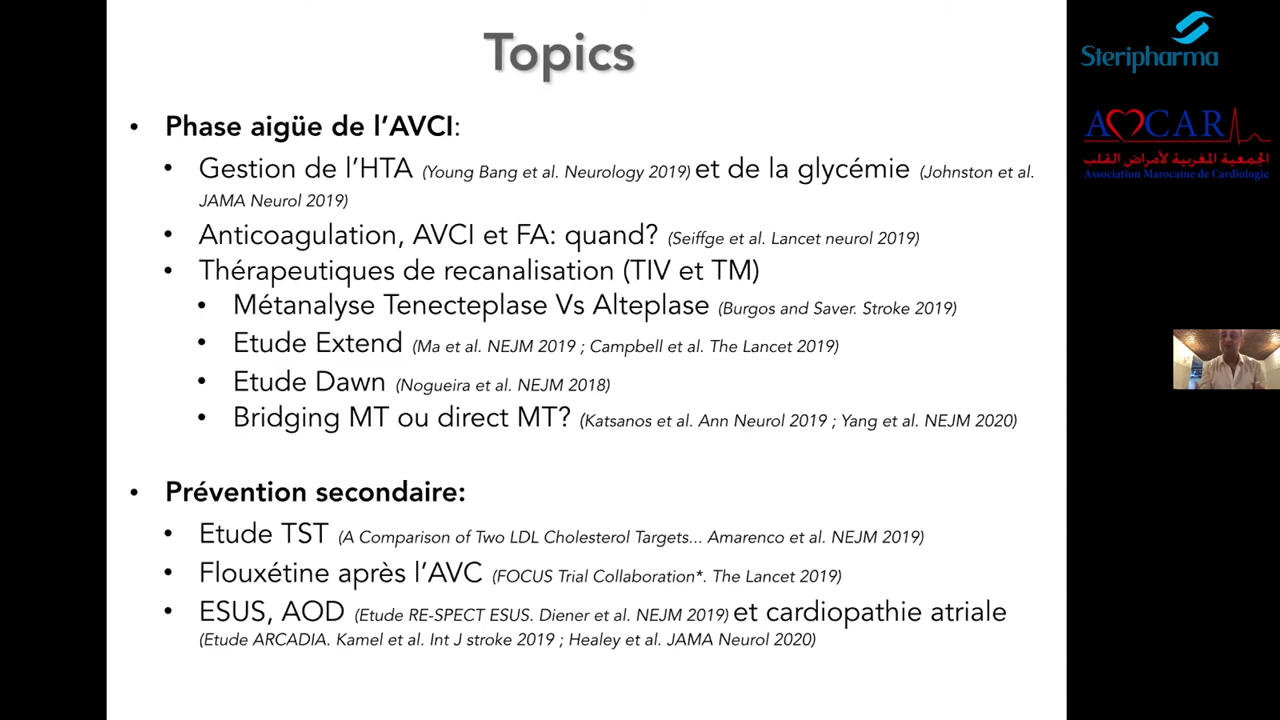 Topics
Steripharma
AMCAR
الجمعية المغربية لأمراض القلب
Association Marocaine de Cardiologie
• Phase aigüe de l'AVCI:
• Gestion de l'HTA (Young Bang et al. Neurology 2019) et de la glycémie (Johnston et al.
JAMA Neurol 2019)
• Anticoagulation, AVCI et FA: quand? (Seiffge et al. Lancet neurol 2019)
• Thérapeutiques de recanalisation (TIV et TM)
• Métanalyse Tenecteplase Vs Alteplase (Burgos and Saver. Stroke 2019)
• Etude Extend (Ma et al. NEJM 2019 ; Campbell et al. The Lancet 2019)
• Etude Dawn (Nogueira et al. NEJM 2018)
• Bridging MT ou direct MT? (Katsanos et al. Ann Neurol 2019 ; Yang et al. NEJM 2020)
• Prévention secondaire:
• Etude TST (A Comparison of Two LDL Cholesterol Targets... Amarenco et al. NEJM 2019)
• Flouxétine après l'AVC (FOCUS Trial Collaboration*. The Lancet 2019)
• ESUS, AOD (Etude RE-SPECT ESUS. Diener et al. NEJM 2019) et cardiopathie atriale
(Etude ARCADIA. Kamel et al. Int J stroke 2019 ; Healey et al. JAMA Neurol 2020)